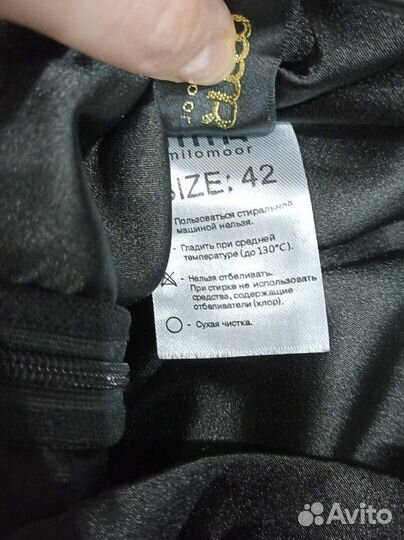 milomoor
SIZE: 42
Пользоваться стиральной
машиной нельзя.
- Гладить при средней
температуре (до 130°C).
- Нельзя отбеливать.
При стирке не использовать
средства, содержащие
отбеливатели (хлор).
- Сухая чистка.
Avito